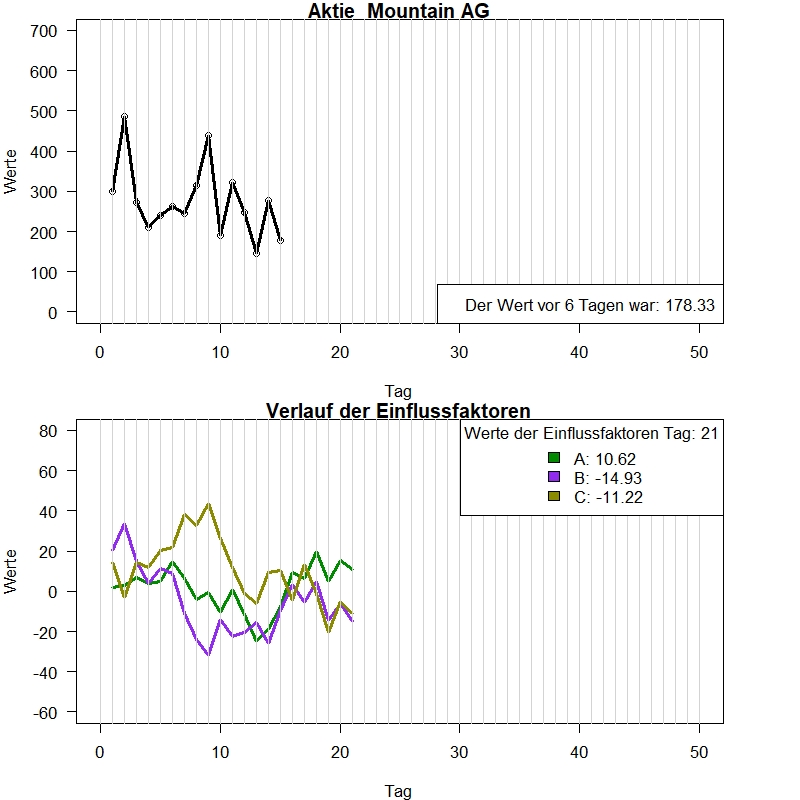 Aktie  Mountain AG
700
600
500
400
300
200
100
0
Werte
Der Wert vor 6 Tagen war: 178.33
0 10 20 30 40 50
Tag
Verlauf der Einflussfaktoren
80
60
40
20
0
-20
-40
-60
Werte
Werte der Einflussfaktoren Tag: 21
A: 10.62
B: -14.93
C: -11.22
0 10 20 30 40 50
Tag